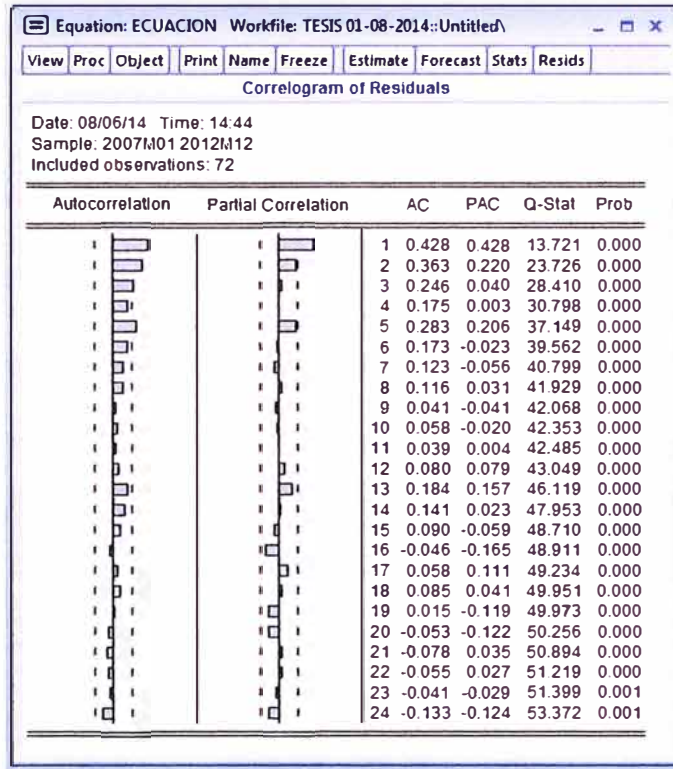 Equation: ECUACION Workfile: TESIS 01-08-2014::Untitled\
View Proc Object Print Name Freeze Estimate Forecast Stats Resids
Correlogram of Residuals
Date: 08/06/14 Time: 14:44
Sample: 2007M01 2012M12
Included observations: 72
Autocorrelation Partial Correlation AC PAC Q-Stat Prob
1 0.428 0.428 13.721 0.000
2 0.363 0.220 23.726 0.000
3 0.246 0.040 28.410 0.000
4 0.175 0.003 30.798 0.000
5 0.283 0.206 37.149 0.000
6 0.173 -0.023 39.562 0.000
7 0.123 -0.056 40.799 0.000
8 0.116 0.031 41.929 0.000
9 0.041 -0.041 42.068 0.000
10 0.058 -0.020 42.353 0.000
11 0.039 0.004 42.485 0.000
12 0.080 0.079 43.049 0.000
13 0.184 0.157 46.119 0.000
14 0.141 0.023 47.953 0.000
15 0.090 -0.059 48.710 0.000
16 -0.046 -0.165 48.911 0.000
17 0.058 0.111 49.234 0.000
18 0.085 0.041 49.951 0.000
19 0.015 -0.119 49.973 0.000
20 -0.053 -0.122 50.256 0.000
21 -0.078 0.035 50.894 0.000
22 -0.055 0.027 51.219 0.000
23 -0.041 -0.029 51.399 0.001
24 -0.133 -0.124 53.372 0.001